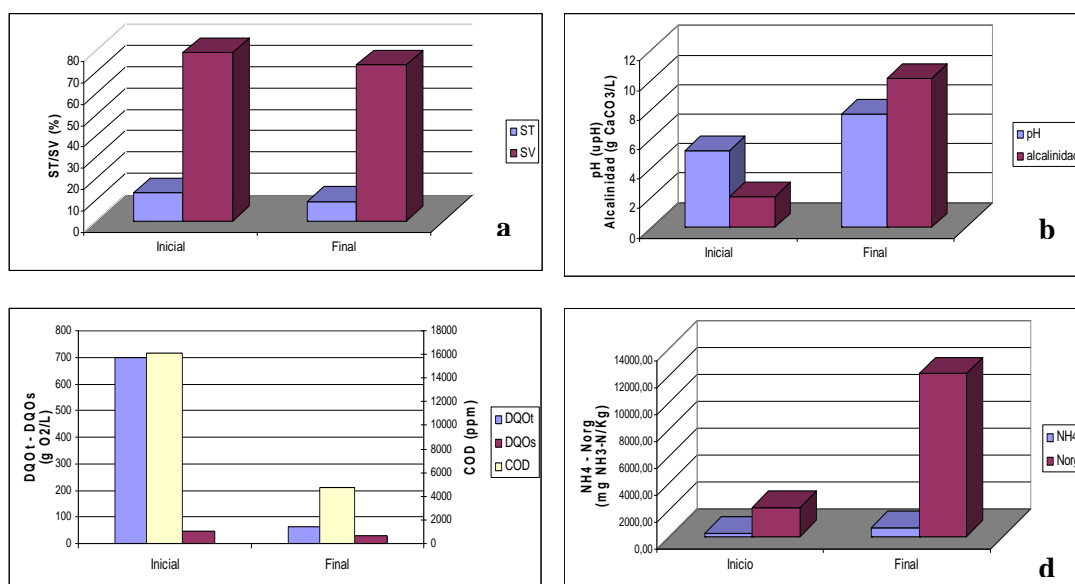 ST/SV (%)
80
70
60
50
40
30
20
10
0
Inicial
Final
ST
SV
a
pH (upH)
Alcalinidad (g CaCO3/L)
12
10
8
6
4
2
0
Inicial
Final
pH
alcalinidad
b
DQOt - DQOs
(g O2/L)
800
700
600
500
400
300
200
100
0
Inicial
Final
18000
16000
14000
12000
10000
8000
6000
4000
2000
0
COD (ppm)
DQOt
DQOs
COD
NH4 - Norg
(mg NH3-N/Kg)
14000,00
12000,00
10000,00
8000,00
6000,00
4000,00
2000,00
0,00
Inicio
Final
NH4
Norg
d